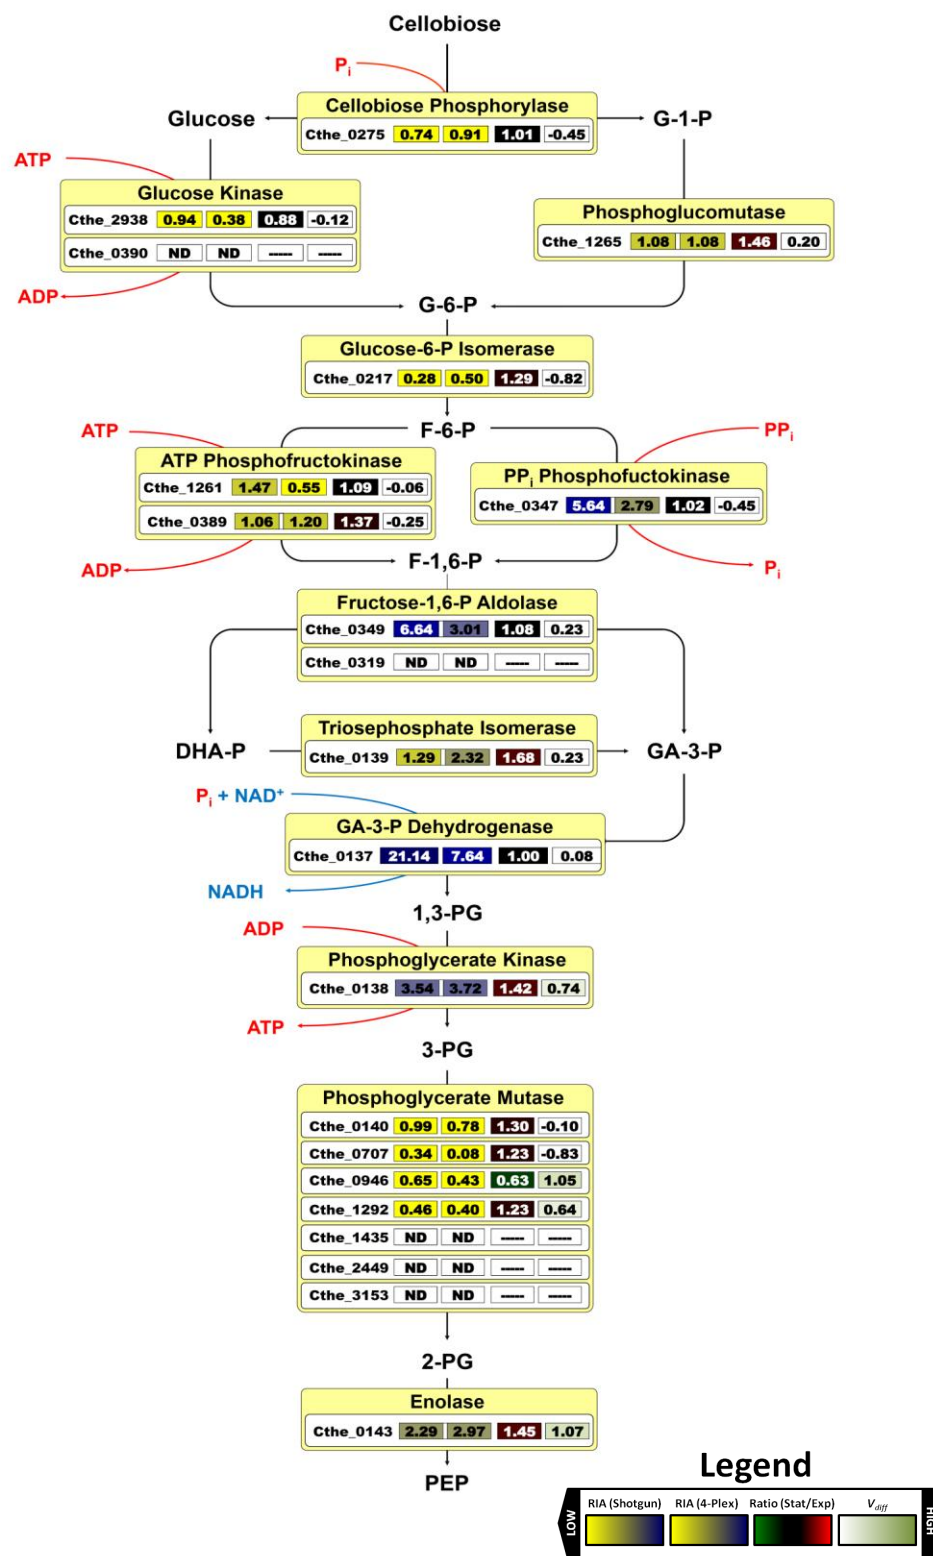 Cellobiose
Pi
Cellobiose Phosphorylase
Glucose
G-1-P
Cthe_0275 0.74 0.91 1.01 -0.45
ATP
Glucose Kinase
Cthe_2938 0.94 0.38 0.88 -0.12
Cthe_0390 ND ND ----- -----
ADP
Phosphoglucomutase
Cthe_1265 1.08 1.08 1.46 0.20
G-6-P
Glucose-6-P Isomerase
Cthe_0217 0.28 0.50 1.29 -0.82
F-6-P
ATP
ATP Phosphofructokinase
Cthe_1261 1.47 0.55 1.09 -0.06
Cthe_0389 1.06 1.20 1.37 -0.25
ADP
PPi
PPi Phosphofuctokinase
Cthe_0347 5.64 2.79 1.02 -0.45
Pi
F-1,6-P
Fructose-1,6-P Aldolase
Cthe_0349 6.64 3.01 1.08 0.23
Cthe_0319 ND ND ----- -----
Triosephosphate Isomerase
DHA-P
Cthe_0139 1.29 2.32 1.68 0.23
GA-3-P
Pi + NAD+
GA-3-P Dehydrogenase
Cthe_0137 21.14 7.64 1.00 0.08
NADH
1,3-PG
ADP
Phosphoglycerate Kinase
Cthe_0138 3.54 3.72 1.42 0.74
ATP
3-PG
Phosphoglycerate Mutase
Cthe_0140 0.99 0.78 1.30 -0.10
Cthe_0707 0.34 0.08 1.23 -0.83
Cthe_0946 0.65 0.43 0.63 1.05
Cthe_1292 0.46 0.40 1.23 0.64
Cthe_1435 ND ND ----- -----
Cthe_2449 ND ND ----- -----
Cthe_3153 ND ND ----- -----
2-PG
Enolase
Cthe_0143 2.29 2.97 1.45 1.07
PEP
Legend
LOW
RIA (Shotgun) RIA (4-Plex) Ratio (Stat/Exp) Vdiff
HIGH